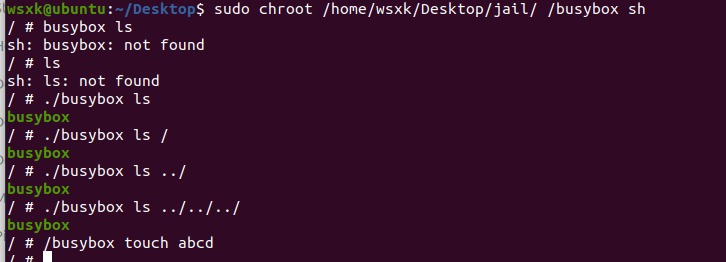 wsxk@ubuntu:~/Desktop$ sudo chroot /home/wsxk/Desktop/jail/ /busybox sh
/ # busybox ls
sh: busybox: not found
/ # ls
sh: ls: not found
/ # ./busybox ls
busybox
/ # ./busybox ls /
busybox
/ # ./busybox ls ../
busybox
/ # ./busybox ls ../../../
busybox
/ # /busybox touch abcd
/ #